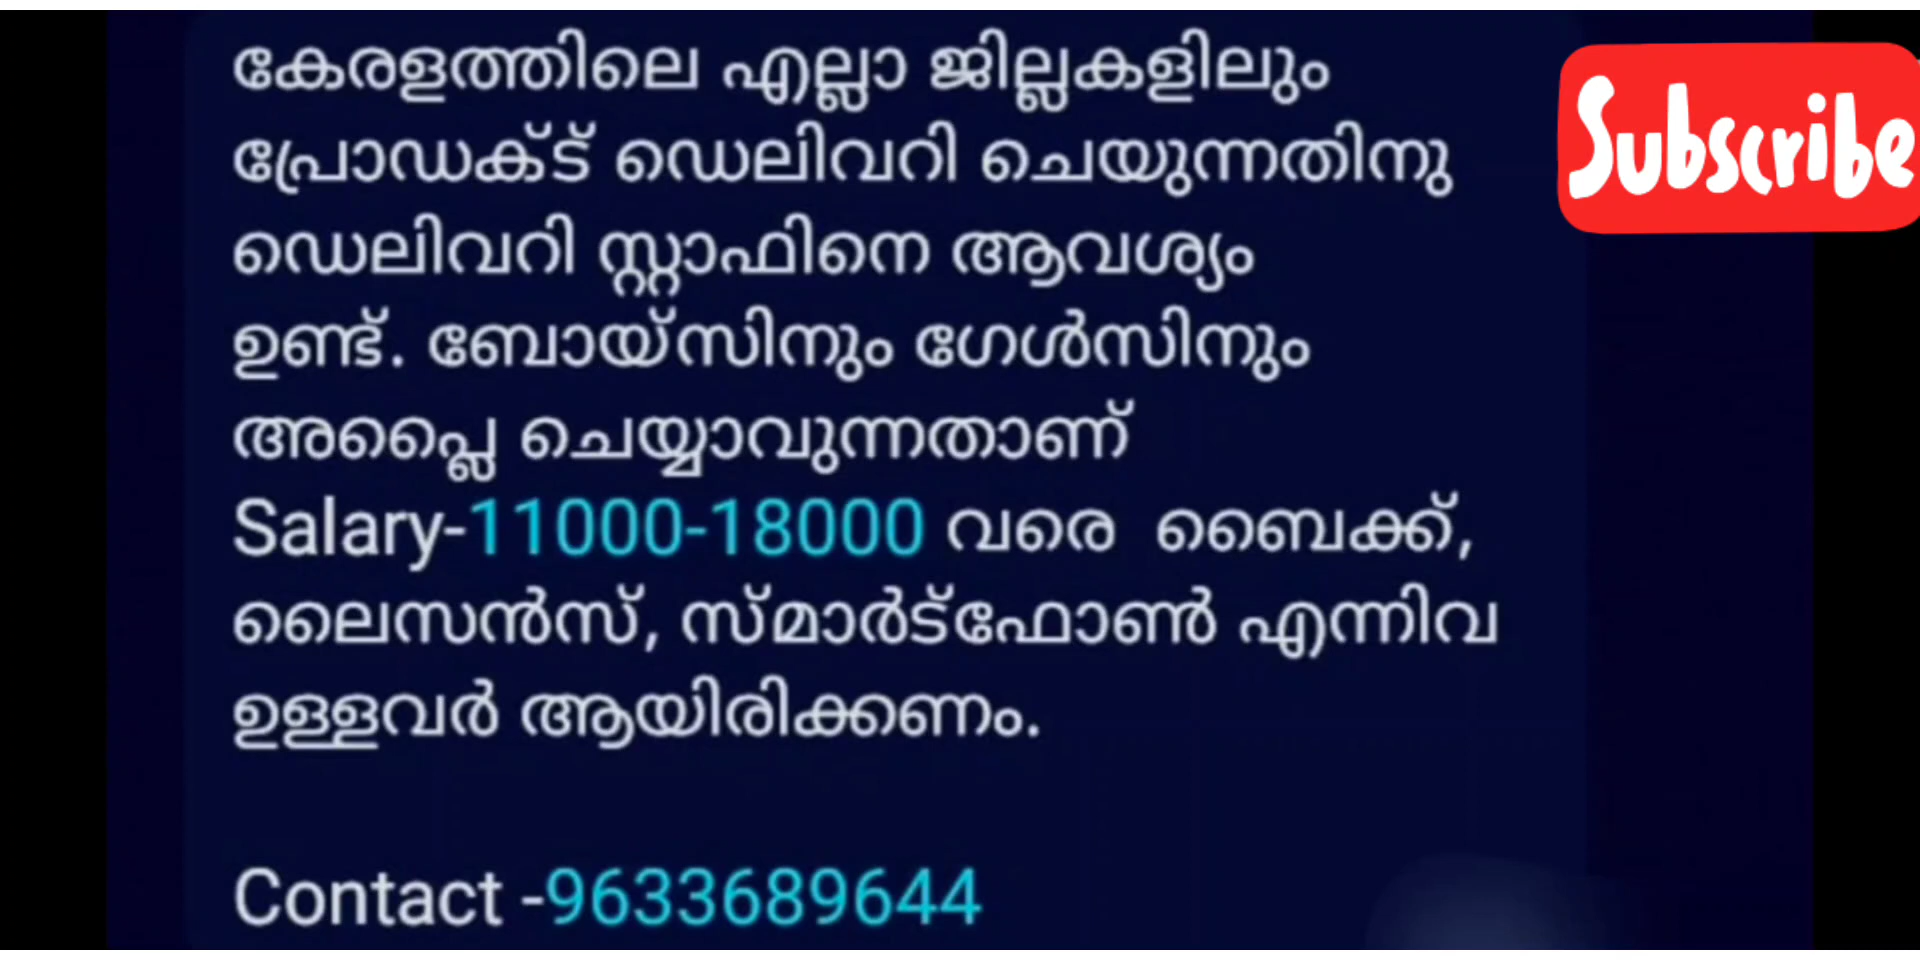 കേരളത്തിലെ എല്ലാ ജില്ലകളിലും
പ്രോഡക്ട് ഡെലിവറി ചെയുന്നതിനു
ഡെലിവറി സ്റ്റാഫിനെ ആവശ്യം
ഉണ്ട്. ബോയ്സിനും ഗേൾസിനും
അപ്പ്ലൈ ചെയ്യാവുന്നതാണ്
Salary-11000-18000 വരെ ബൈക്ക്,
ലൈസൻസ്, സ്മാർട്ഫോൺ എന്നിവ
ഉള്ളവർ ആയിരിക്കണം.
Contact -9633689644
Subscribe